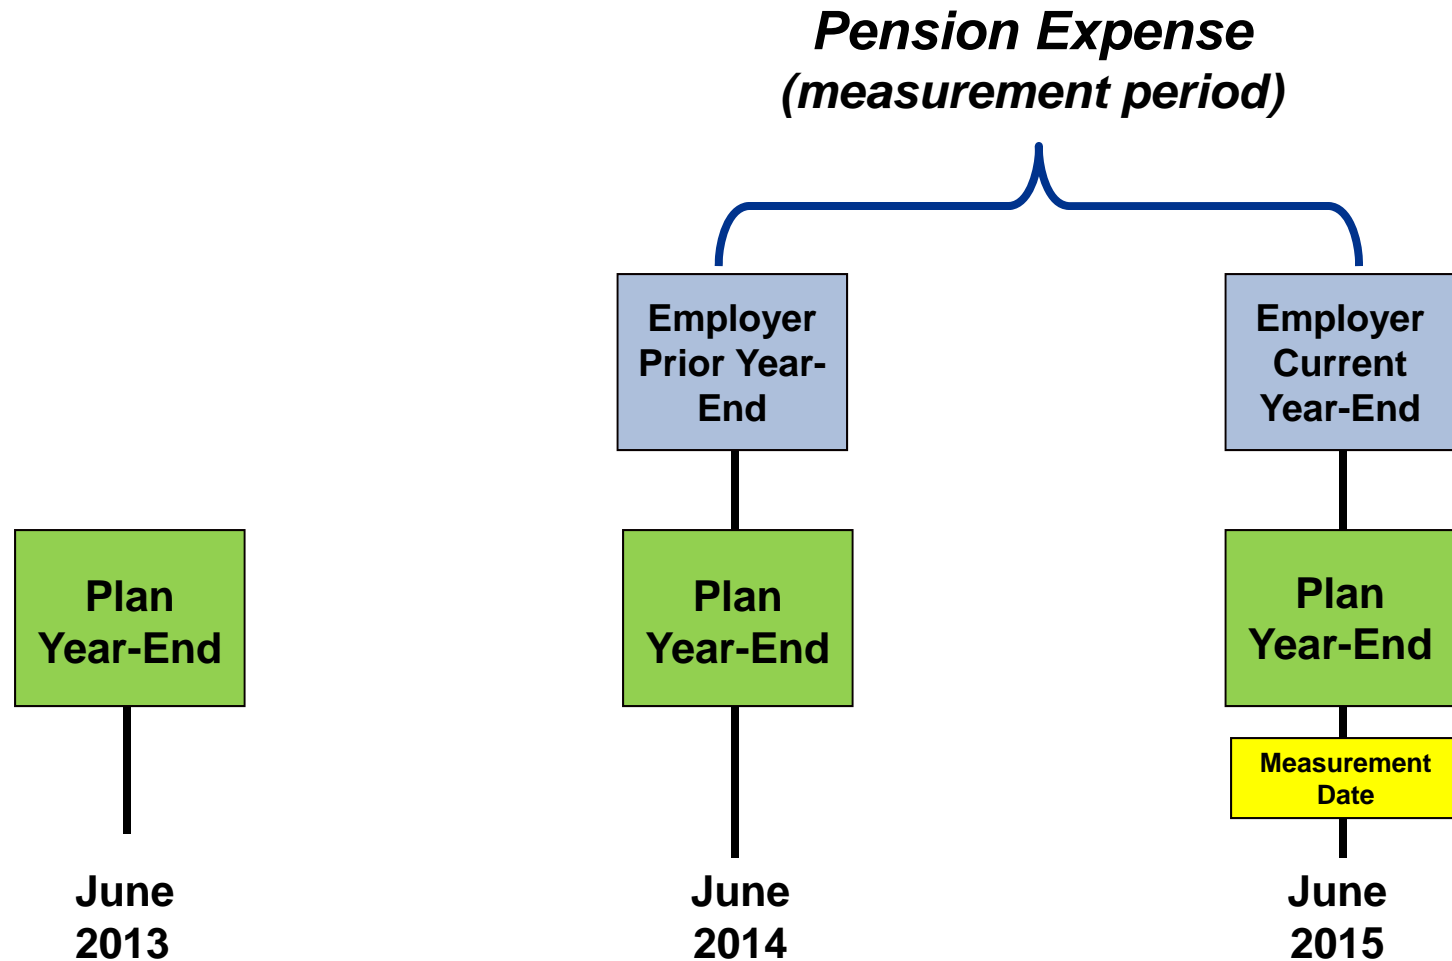 Pension Expense
(measurement period)
Employer
Prior Year-
End
Employer
Current
Year-End
Plan
Year-End
Plan
Year-End
Plan
Year-End
Measurement
Date
June
2013
June
2014
June
2015